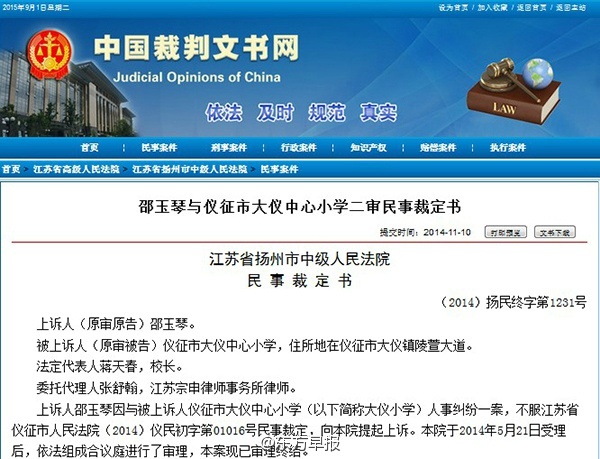 2015年9月1日星期二
设为首页 / 加入收藏 / 返回首页 / 返回主站
中国裁判文书网
Judicial Opinions of China
依法 及时 规范 真实
LAW
首页 民事案件 刑事案件 行政案件 知识产权 赔偿案件 执行案件
首页 > 江苏省高级人民法院 > 江苏省扬州市中级人民法院 > 民事案件
邵玉琴与仪征市大仪中心小学二审民事裁定书
提交时间：2014-11-10 打印预览 文书下载
江苏省扬州市中级人民法院
民 事 裁 定 书
（2014）扬民终字第1231号
上诉人（原审原告）邵玉琴。
被上诉人（原审被告）仪征市大仪中心小学，住所地在仪征市大仪镇陵萱大道。
法定代表人蒋天春，校长。
委托代理人张舒翰，江苏宗申律师事务所律师。
上诉人邵玉琴因与被上诉人仪征市大仪中心小学（以下简称大仪小学）人事纠纷一案，不服江苏省
仪征市人民法院（2014）仪民初字第01016号民事裁定，向本院提起上诉。本院于2014年5月21日受理
后，依法组成合议庭进行了审理，本案现已审理终结。
@东方早报